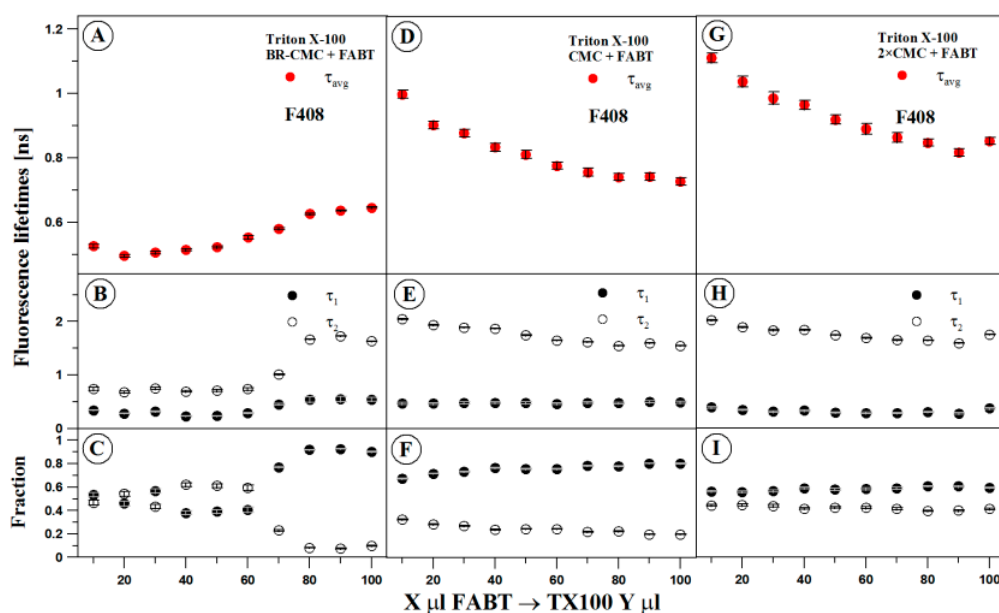 A
Triton X-100
BR-CMC + FABT
τavg
F408
D
Triton X-100
CMC + FABT
τavg
F408
G
Triton X-100
2×CMC + FABT
τavg
F408
1.2
1
0.8
0.6
Fluorescence lifetimes [ns]
B
τ1
τ2
E
τ1
τ2
H
τ1
τ2
2
1
0
C
F
I
1
0.8
0.6
0.4
0.2
0
Fraction
20 40 60 80 100 20 40 60 80 100 20 40 60 80 100
X μl FABT → TX100 Y μl